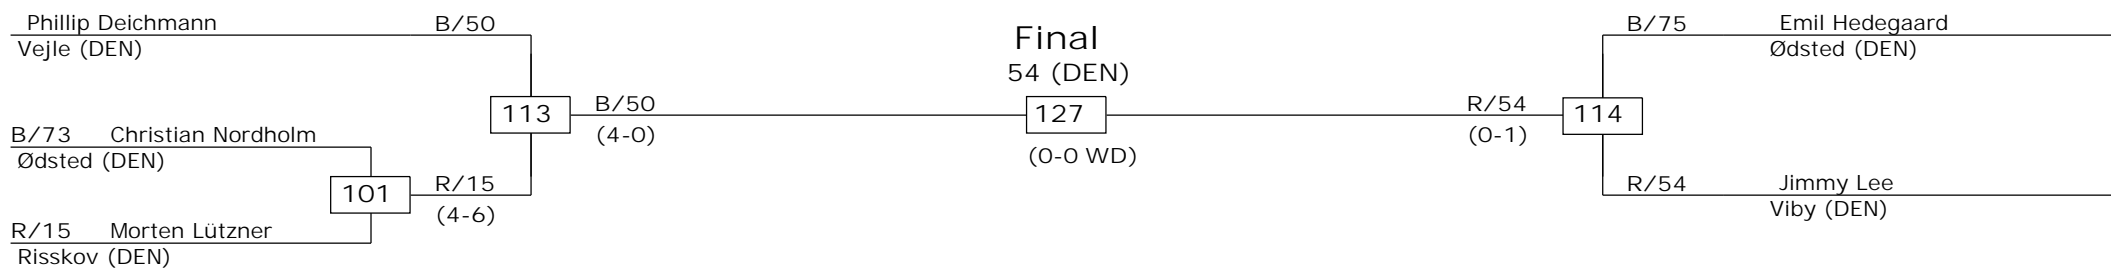 Phillip Deichmann B/50
Vejle (DEN)
B/73 Christian Nordholm
Ødsted (DEN)
R/15 Morten Lützner
Risskov (DEN)
101
R/15
(4-6)
113
B/50
(4-0)
Final
54 (DEN)
127
(0-0 WD)
R/54
(0-1)
114
B/75 Emil Hedegaard
Ødsted (DEN)
R/54 Jimmy Lee
Viby (DEN)